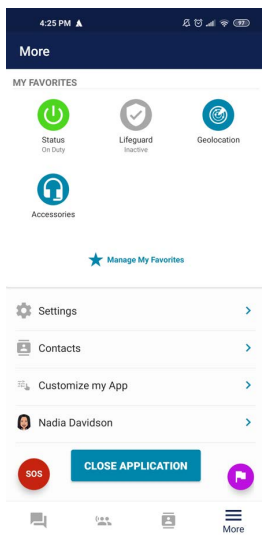 4:25 PM
97
More
MY FAVORITES
Status
On Duty
Lifeguard
Inactive
Geolocation
Accessories
Manage My Favorites
Settings
Contacts
Customize my App
Nadia Davidson
SOS
CLOSE APPLICATION
More